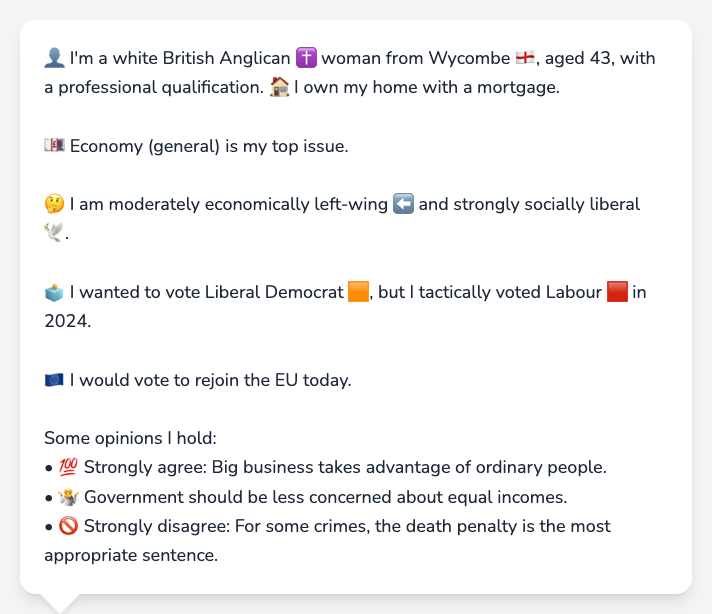 👤 I'm a white British Anglican ✝️ woman from Wycombe 🏴󠁧󠁢󠁥󠁮󠁧󠁿, aged 43, with
a professional qualification. 🏠 I own my home with a mortgage.
💷 Economy (general) is my top issue.
🤔 I am moderately economically left-wing ⬅️ and strongly socially liberal
🕊️.
🗳️ I wanted to vote Liberal Democrat 🟧, but I tactically voted Labour 🟥 in
2024.
🇪🇺 I would vote to rejoin the EU today.
Some opinions I hold:
• 💯 Strongly agree: Big business takes advantage of ordinary people.
• 🤷 Government should be less concerned about equal incomes.
• 🚫 Strongly disagree: For some crimes, the death penalty is the most
appropriate sentence.